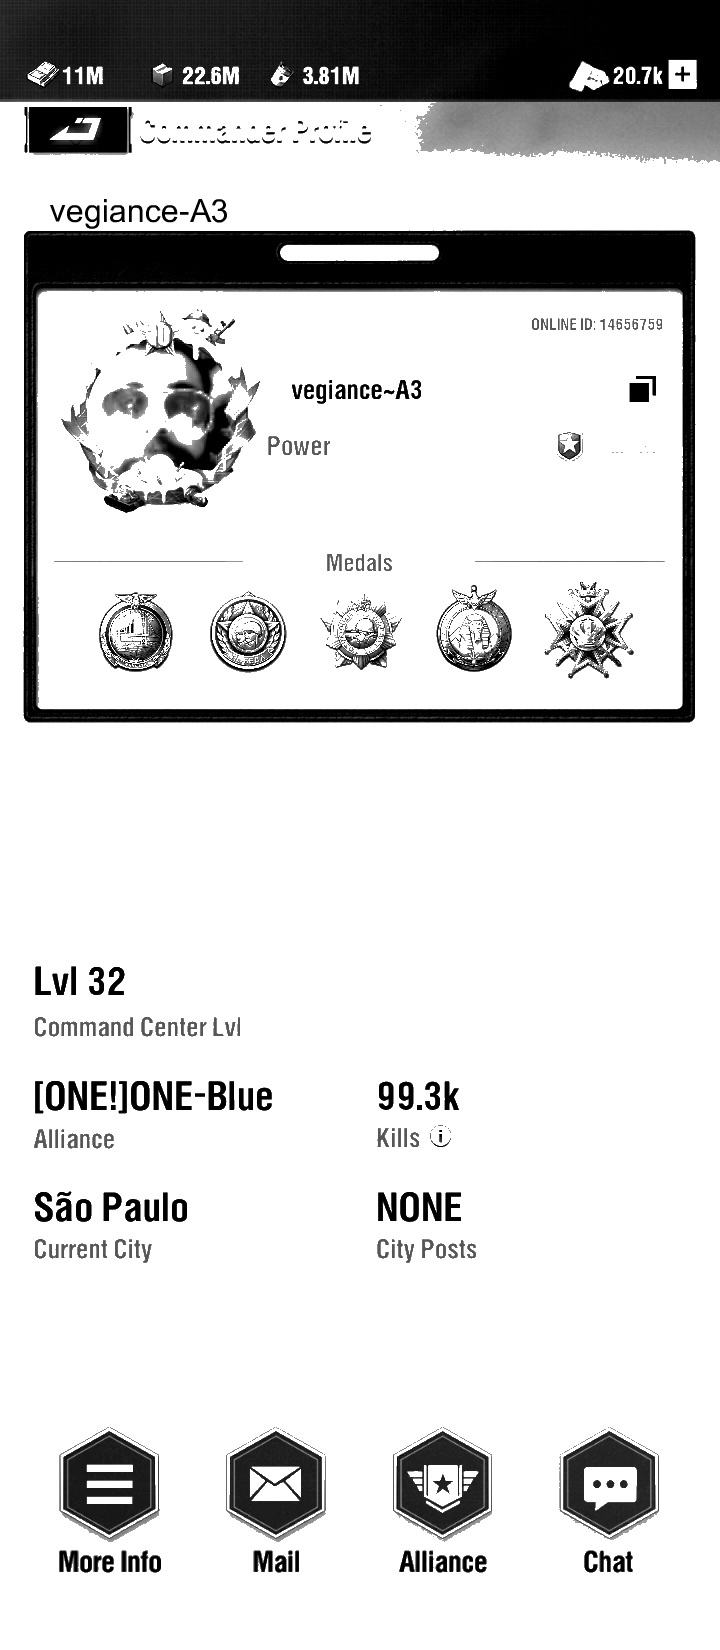 11M 22.6M 3.81M 20.7k +
Commander Profile
vegiance-A3
ONLINE ID: 14656759
vegiance~A3
Power
Medals
Lvl 32
Command Center Lvl
[ONE!]ONE-Blue 99.3k
Alliance Kills i
São Paulo NONE
Current City City Posts
More Info Mail Alliance Chat